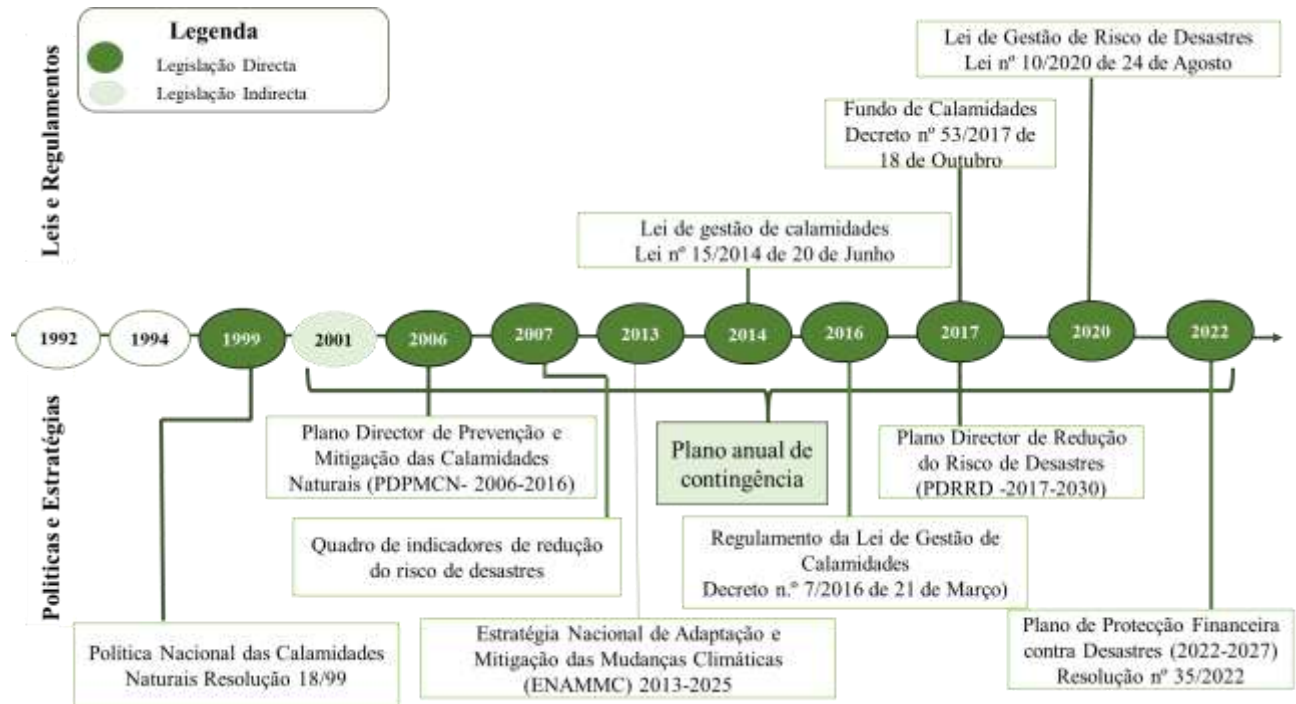 Legenda
Legislação Directa
Legislação Indirecta
Leis e Regulamentos
Lei de Gestão de Risco de Desastres
Lei nº 10/2020 de 24 de Agosto
Fundo de Calamidades
Decreto nº 53/2017 de
18 de Outubro
Lei de gestão de calamidades
Lei nº 15/2014 de 20 de Junho
1992
1994
1999
2001
2006
2007
2013
2014
2016
2017
2020
2022
Políticas e Estratégias
Plano Director de Prevenção e
Mitigação das Calamidades
Naturais (PDPMCN- 2006-2016)
Plano anual de
contingência
Plano Director de Redução
do Risco de Desastres
(PDRRD -2017-2030)
Quadro de indicadores de redução
do risco de desastres
Regulamento da Lei de Gestão de
Calamidades
Decreto n.º 7/2016 de 21 de Março)
Política Nacional das Calamidades
Naturais Resolução 18/99
Estratégia Nacional de Adaptação e
Mitigação das Mudanças Climáticas
(ENAMMC) 2013-2025
Plano de Protecção Financeira
contra Desastres (2022-2027)
Resolução nº 35/2022